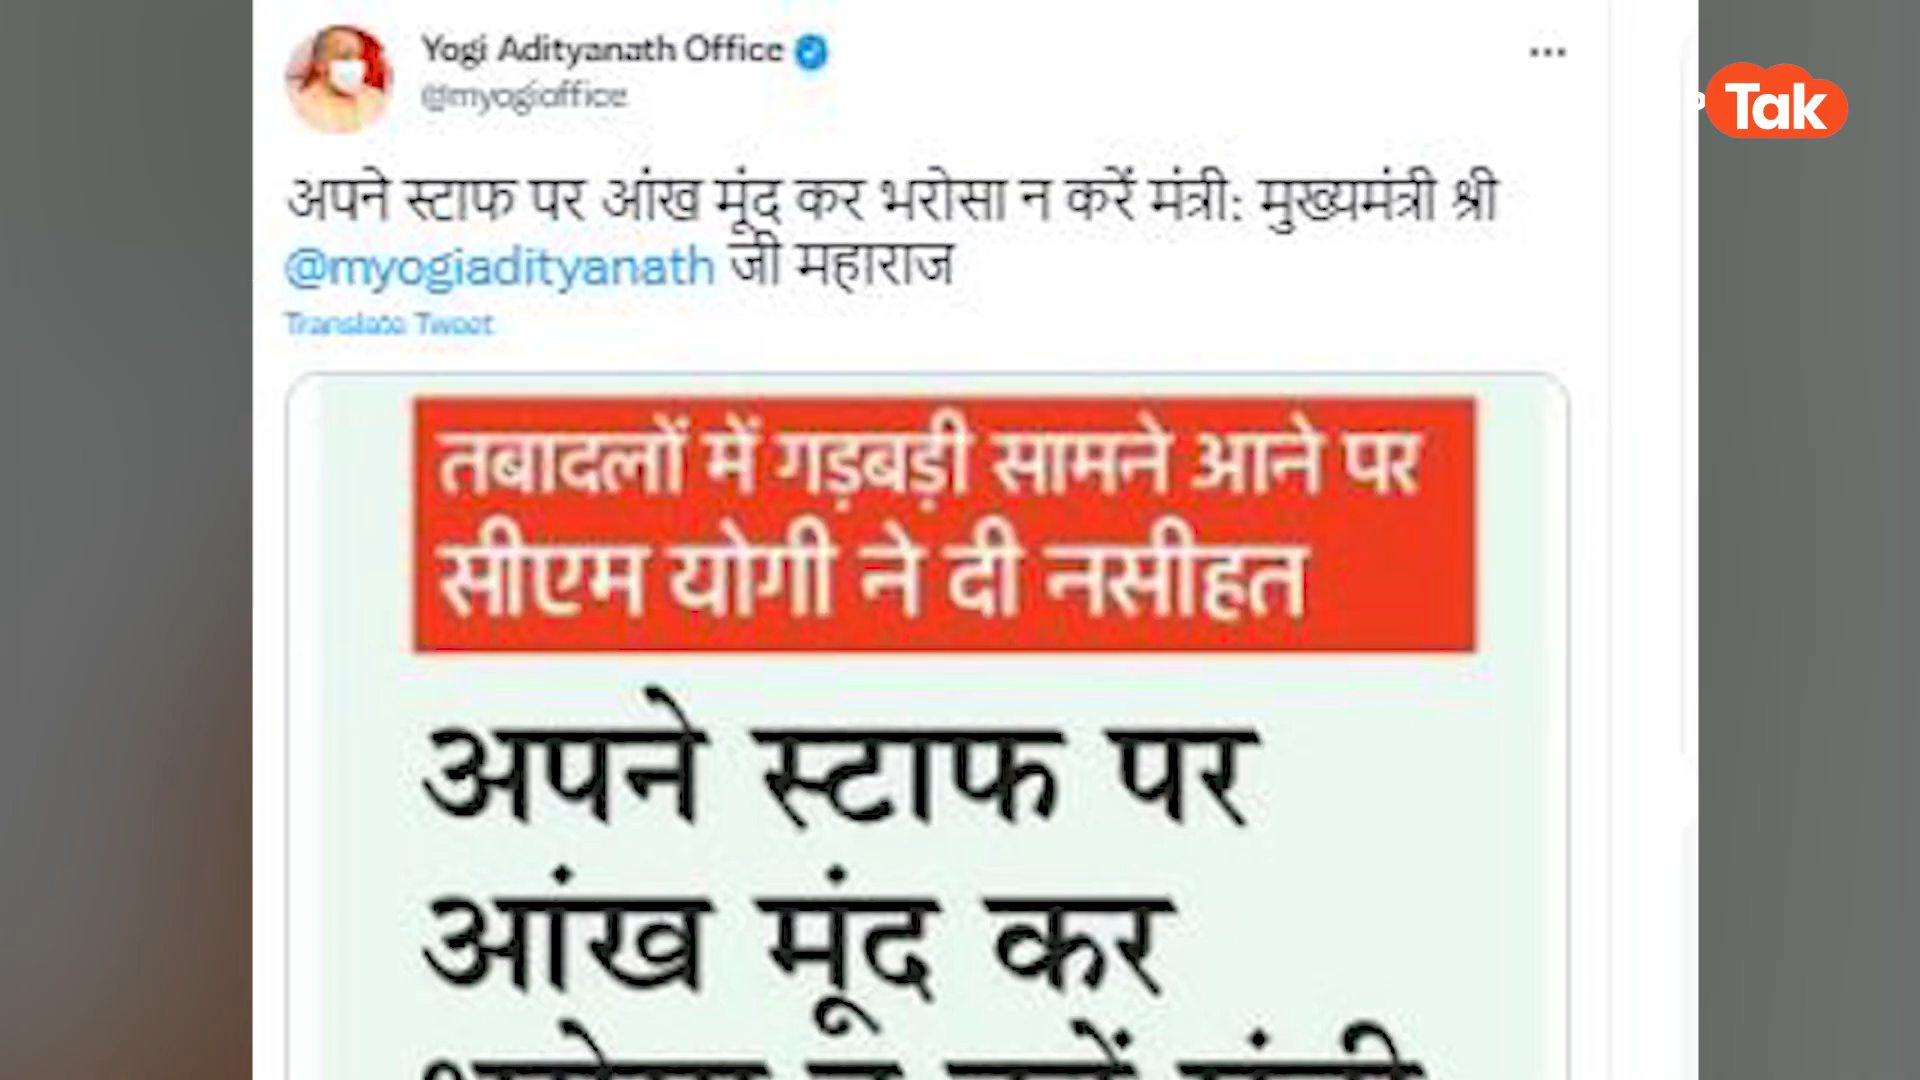 Yogi Adityanath Office
@myogioffice
Tak
अपने स्टाफ पर आंख मूंद कर भरोसा न करें मंत्री: मुख्यमंत्री श्री
@myogiadityanath जी महाराज
Translate Tweet
तबादलों में गड़बड़ी सामने आने पर
सीएम योगी ने दी नसीहत
अपने स्टाफ पर
आंख मूंद कर